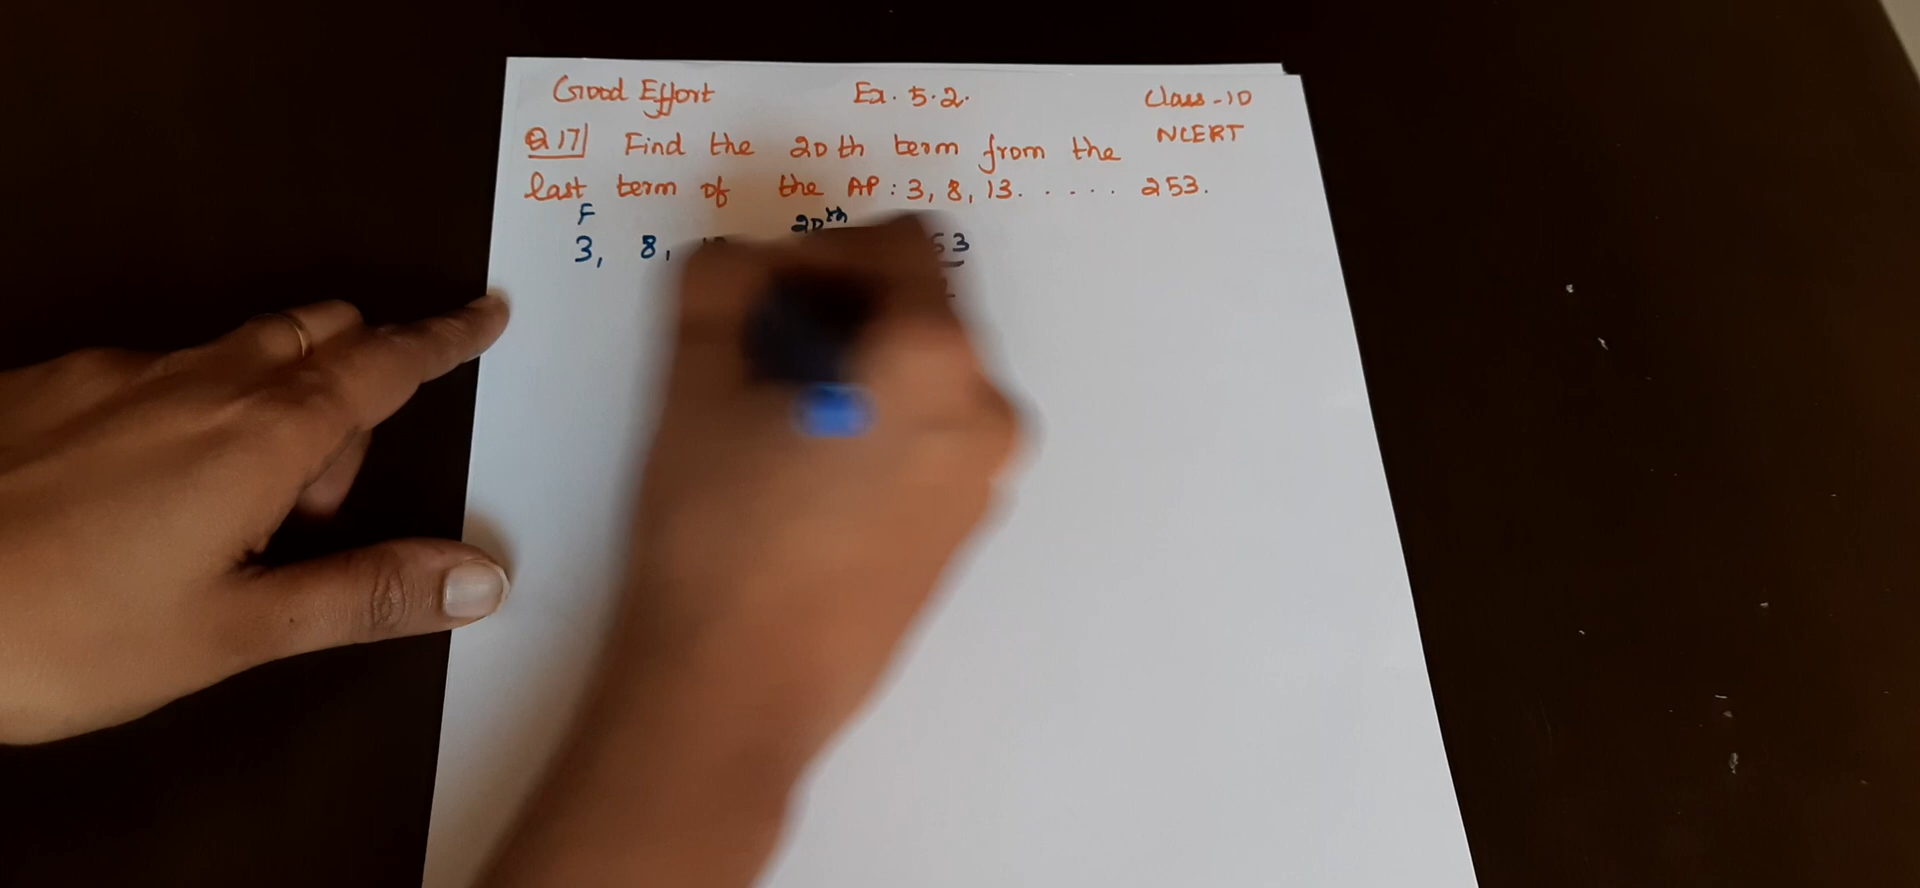 Good Effort Ex. 5.2. Class-10
NCERT
Q17| Find the 20th term from the
last term of the AP : 3, 8, 13. . . . . . 253.
F 20th
3, 8, 53